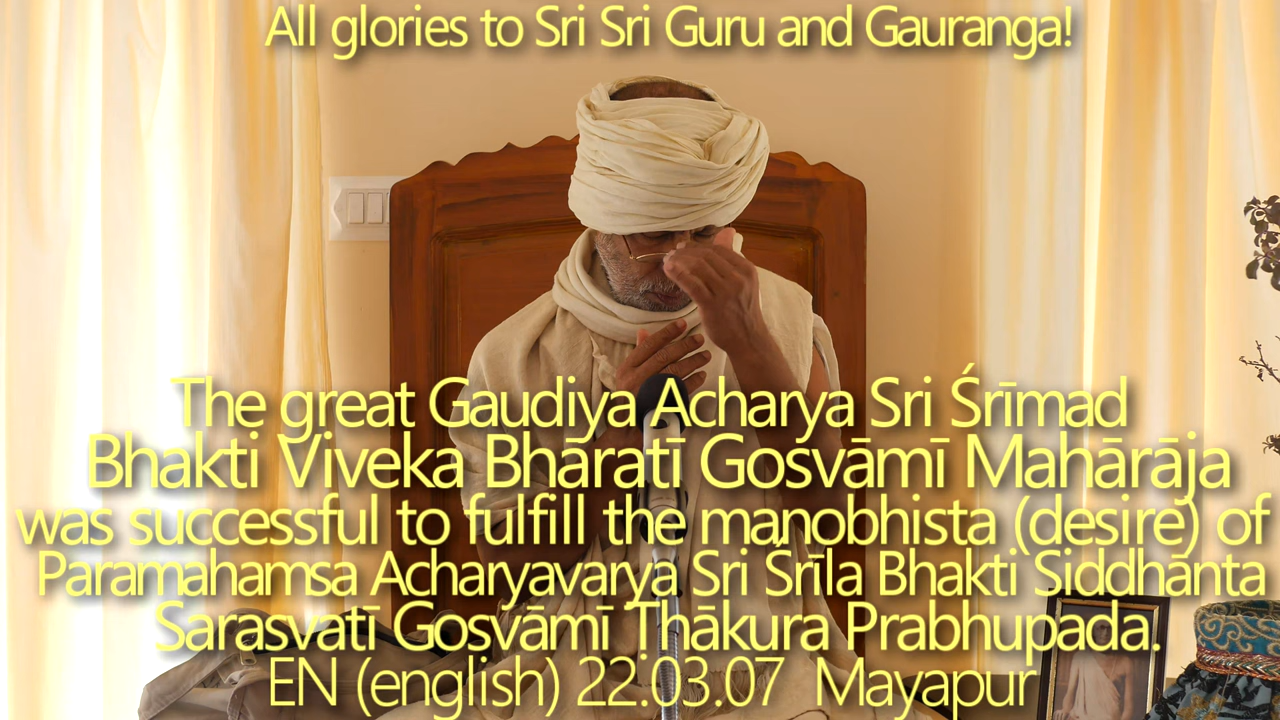 All glories to Sri Sri Guru and Gauranga!
The great Gaudiya Acharya Sri Śrīmad
Bhakti Viveka Bhāratī Gosvāmī Mahārāja
was successful to fulfill the manobhista (desire) of
Paramahamsa Acharyavarya Sri Śrīla Bhakti Siddhānta
Sarasvatī Gosvāmī Ṭhākura Prabhupada.
EN (english) 22.03.07 Mayapur